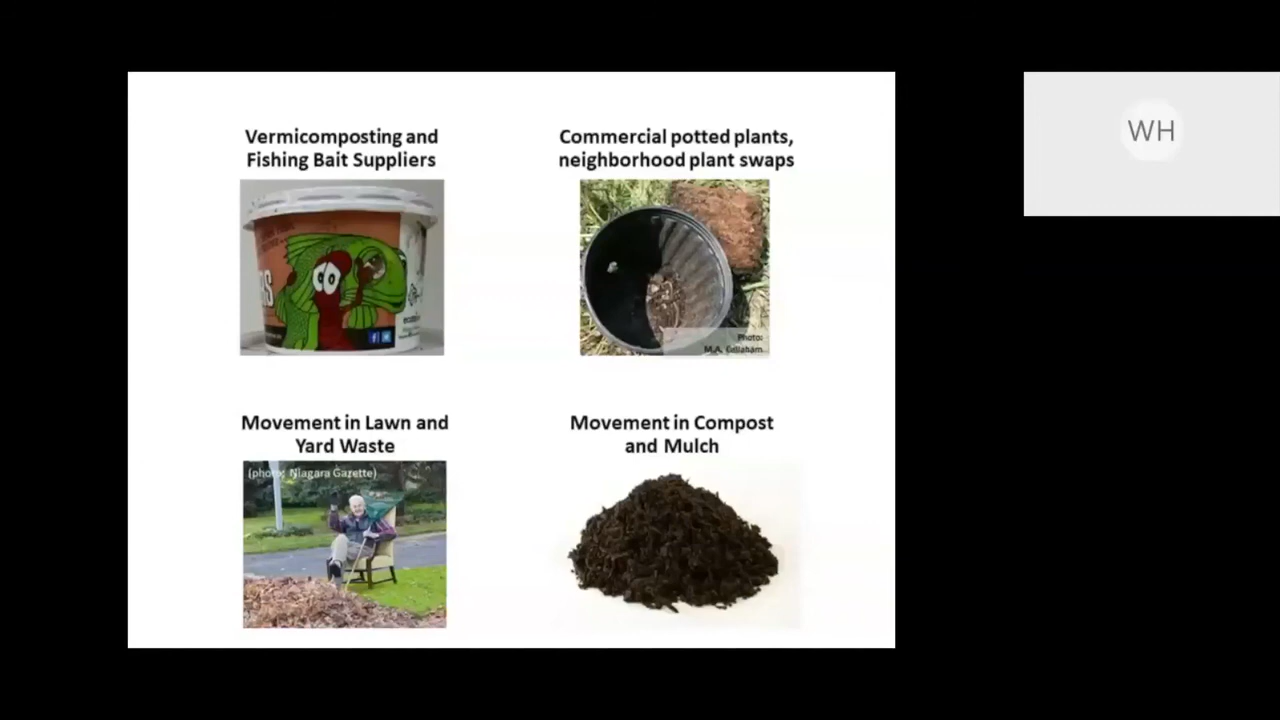 Vermicomposting and
Fishing Bait Suppliers
Commercial potted plants,
neighborhood plant swaps
Photo:
M.A. Callaham
Movement in Lawn and
Yard Waste
(photo: Niagara Gazette)
Movement in Compost
and Mulch
WH